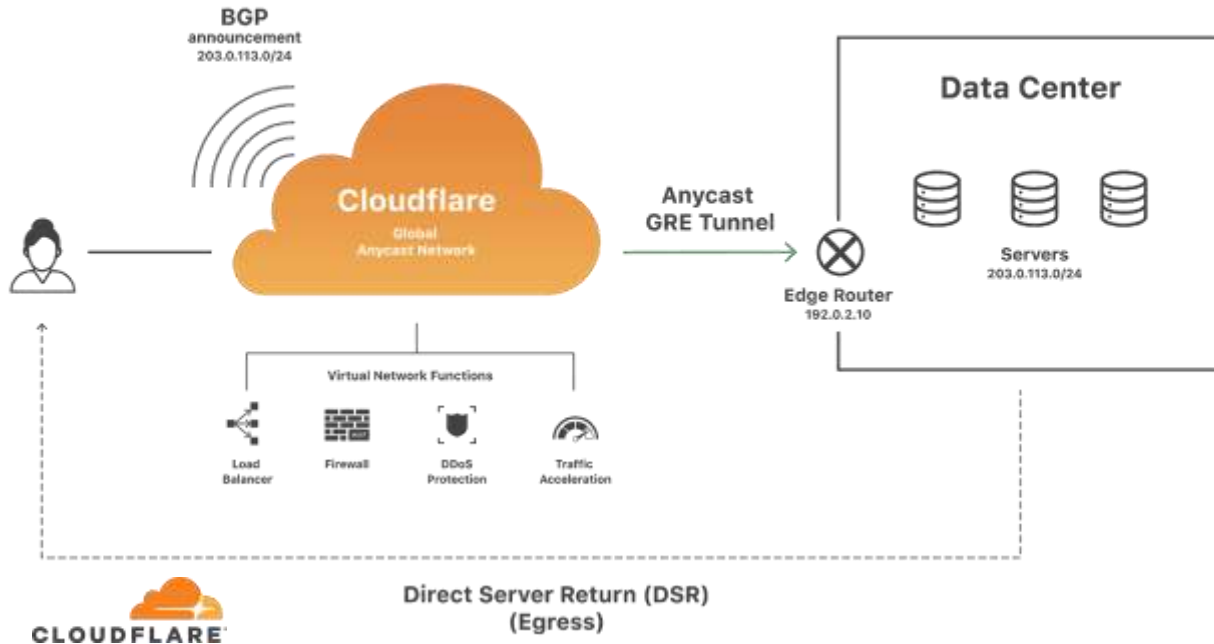 BGP
announcement
203.0.113.0/24
Cloudflare
Global
Anycast Network
Anycast
GRE Tunnel
Data Center
Servers
203.0.113.0/24
Edge Router
192.0.2.10
Virtual Network Functions
Load
Balancer
Firewall
DDoS
Protection
Traffic
Acceleration
Direct Server Return (DSR)
(Egress)
CLOUDFLARE